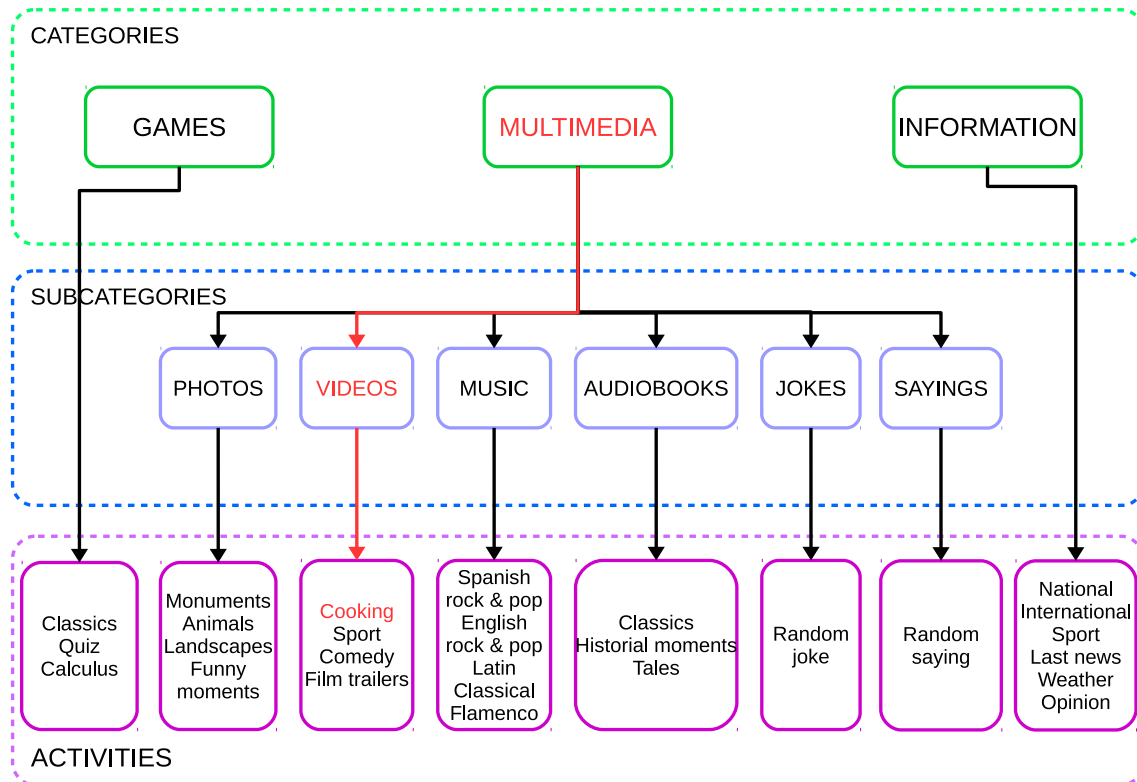 CATEGORIES
GAMES
MULTIMEDIA
INFORMATION
SUBCATEGORIES
PHOTOS
VIDEOS
MUSIC
AUDIOBOOKS
JOKES
SAYINGS
Classics
Quiz
Calculus
Monuments
Animals
Landscapes
Funny
moments
Cooking
Sport
Comedy
Film trailers
Spanish
rock & pop
English
rock & pop
Latin
Classical
Flamenco
Classics
Historial moments
Tales
Random
joke
Random
saying
National
International
Sport
Last news
Weather
Opinion
ACTIVITIES